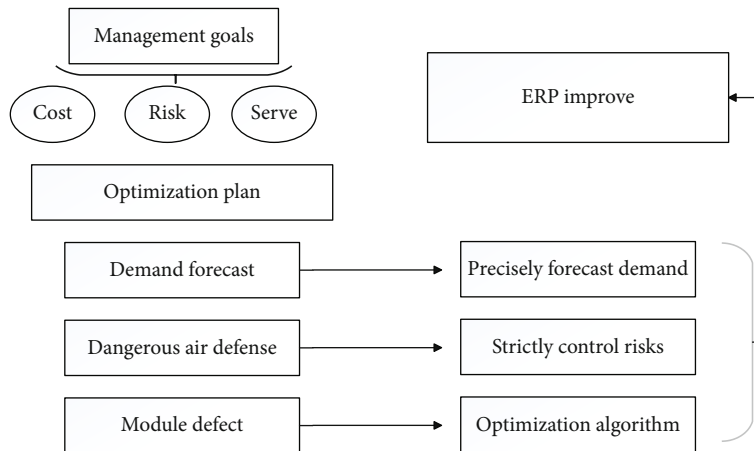 Management goals
ERP improve
Cost
Risk
Serve
Optimization plan
Demand forecast
Precisely forecast demand
Dangerous air defense
Strictly control risks
Module defect
Optimization algorithm